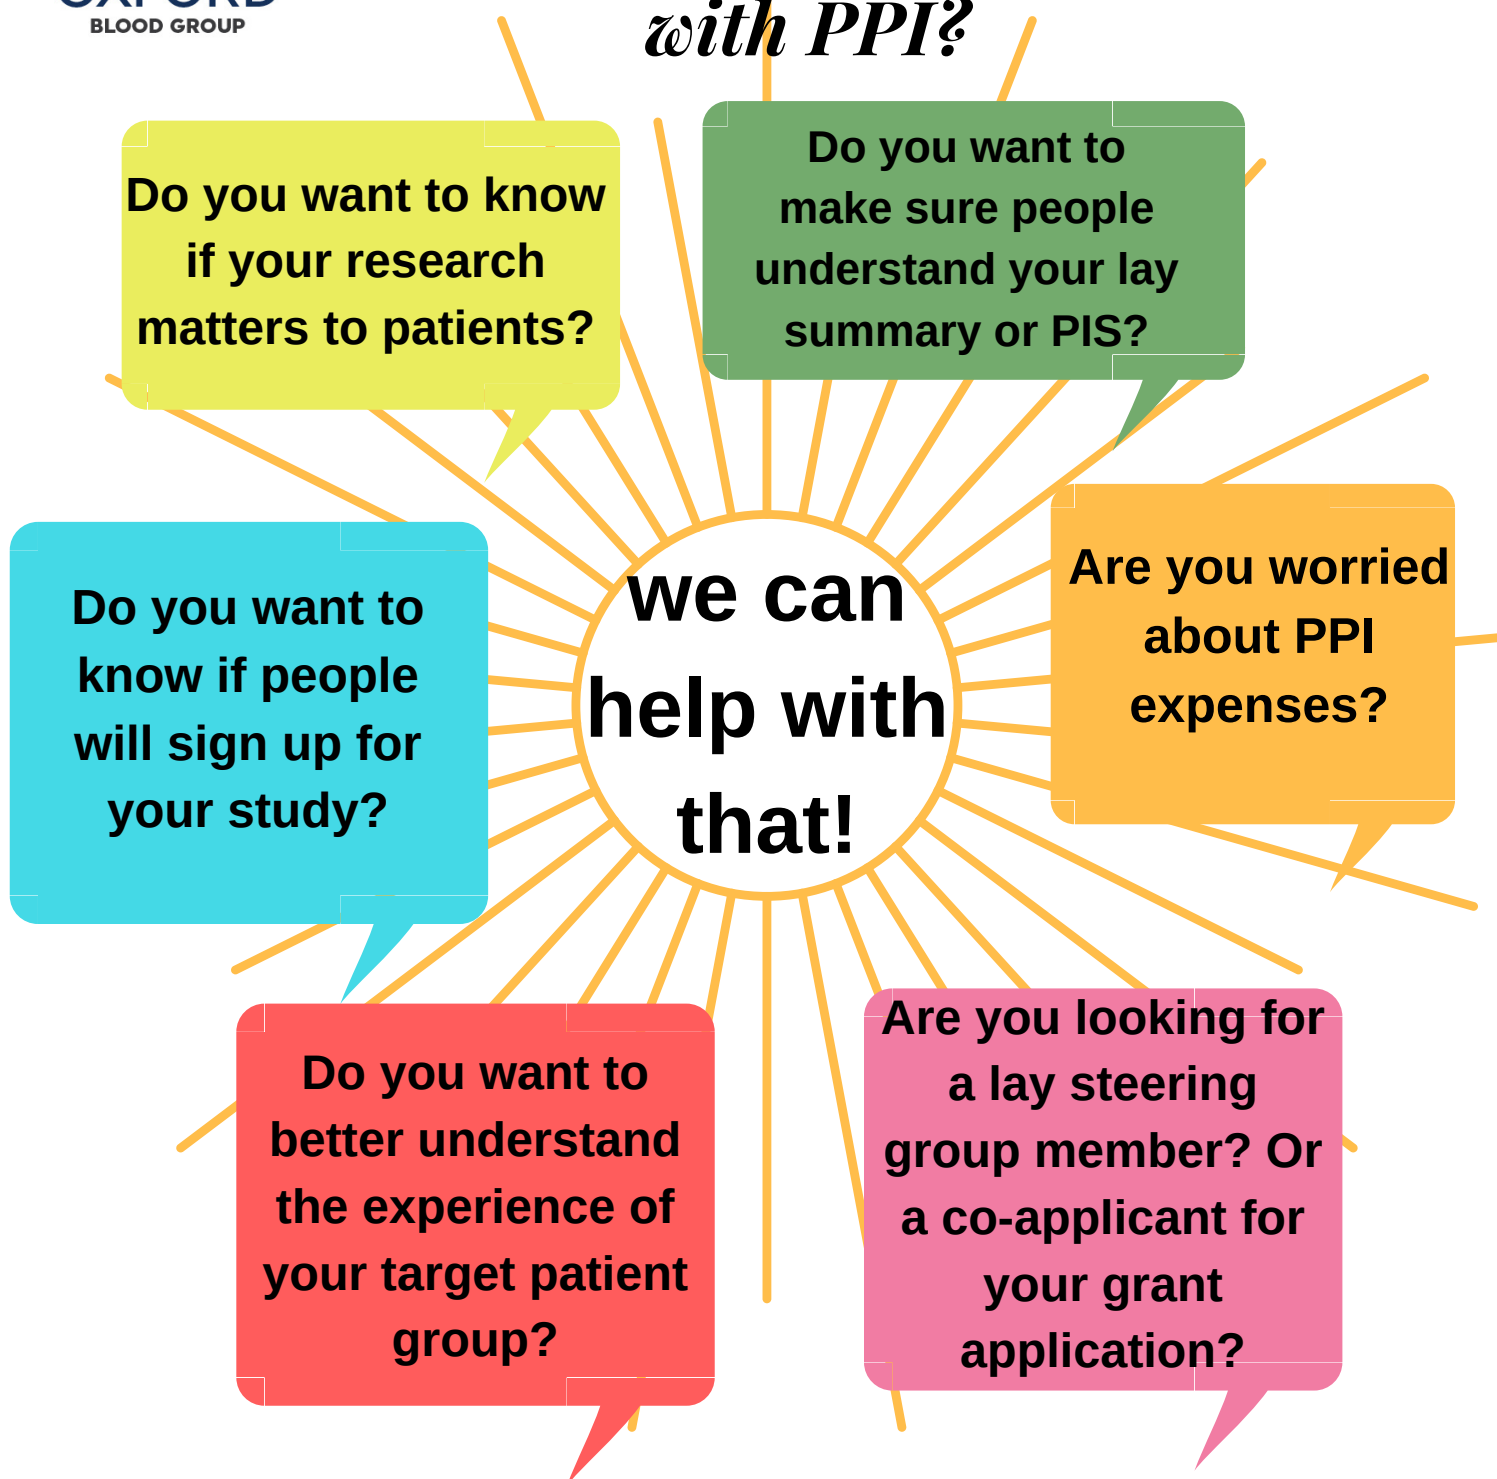 OXFORD
BLOOD GROUP
with PPI?
Do you want to know
if your research
matters to patients?
Do you want to
make sure people
understand your lay
summary or PIS?
Do you want to
know if people
will sign up for
your study?
we can
help with
that!
Are you worried
about PPI
expenses?
Do you want to
better understand
the experience of
your target patient
group?
Are you looking for
a lay steering
group member? Or
a co-applicant for
your grant
application?